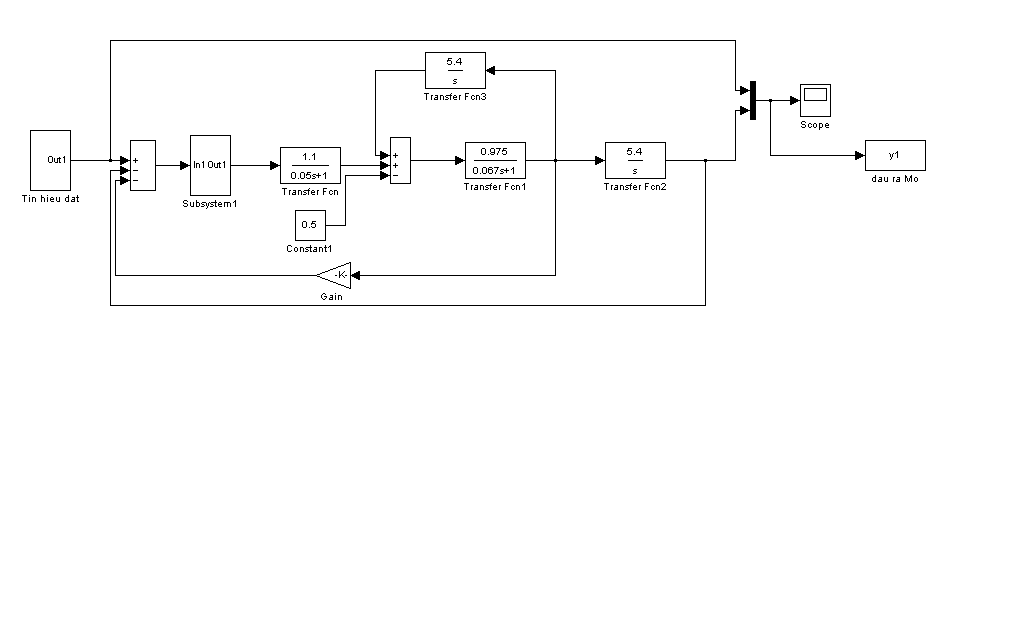 5.4
s
Transfer Fcn3
Scope
Out1
Tin hieu dat
+
−
−
In1 Out1
Subsystem1
1.1
0.05s+1
Transfer Fcn
+
+
−
0.975
0.067s+1
Transfer Fcn1
5.4
s
Transfer Fcn2
y1
dau ra Mo
0.5
Constant1
-K-
Gain